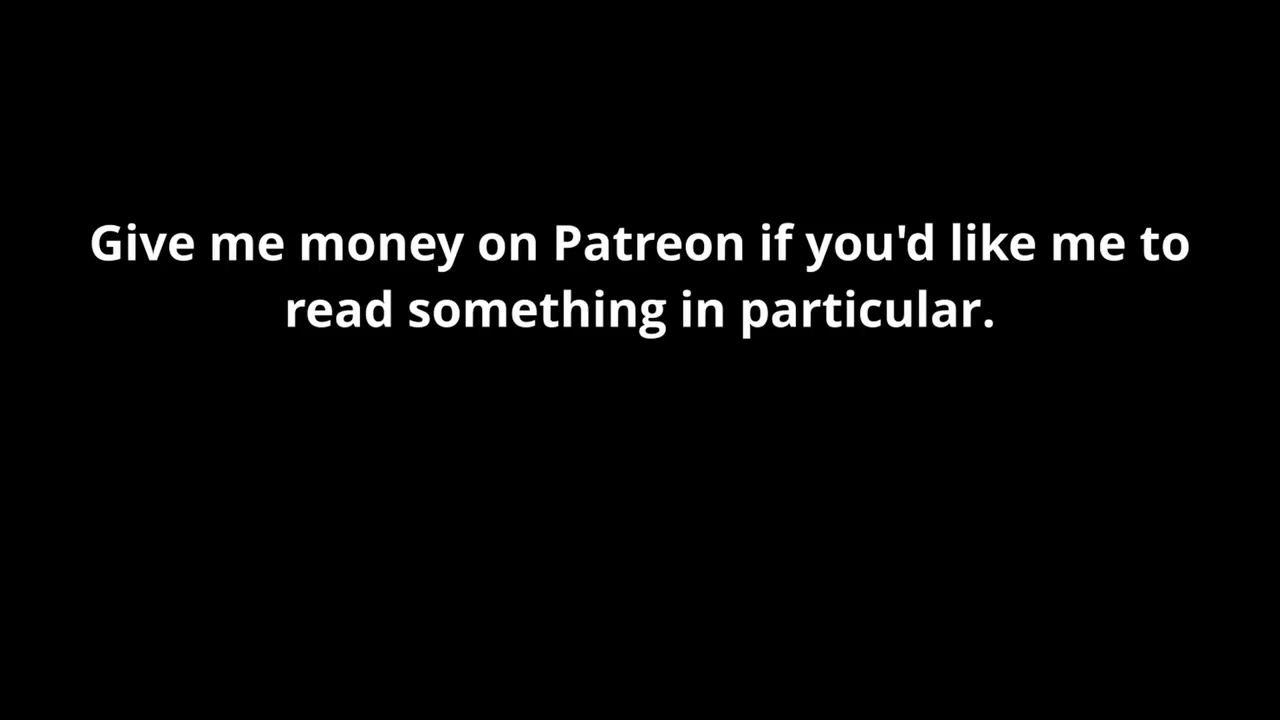 Give me money on Patreon if you'd like me to
read something in particular.